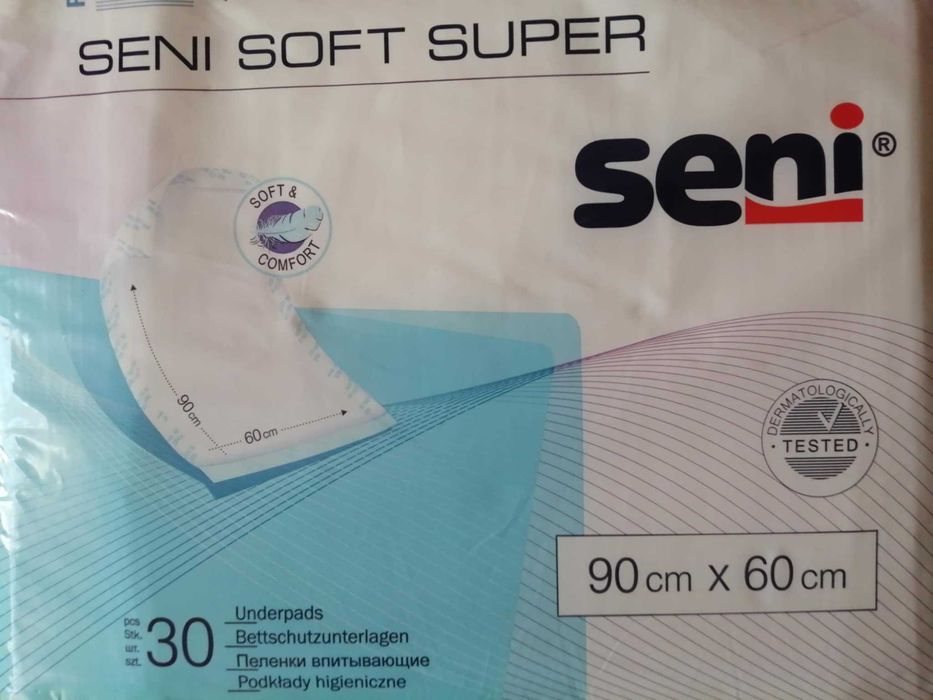 SENI SOFT SUPER
seni®
SOFT &
COMFORT
90 cm
60 cm
DERMATOLOGICALLY
· TESTED ·
90 cm x 60 cm
pcs
Stk.
шт.
szt.
30
Underpads
Bettschutzunterlagen
Пеленки впитывающие
Podkłady higieniczne